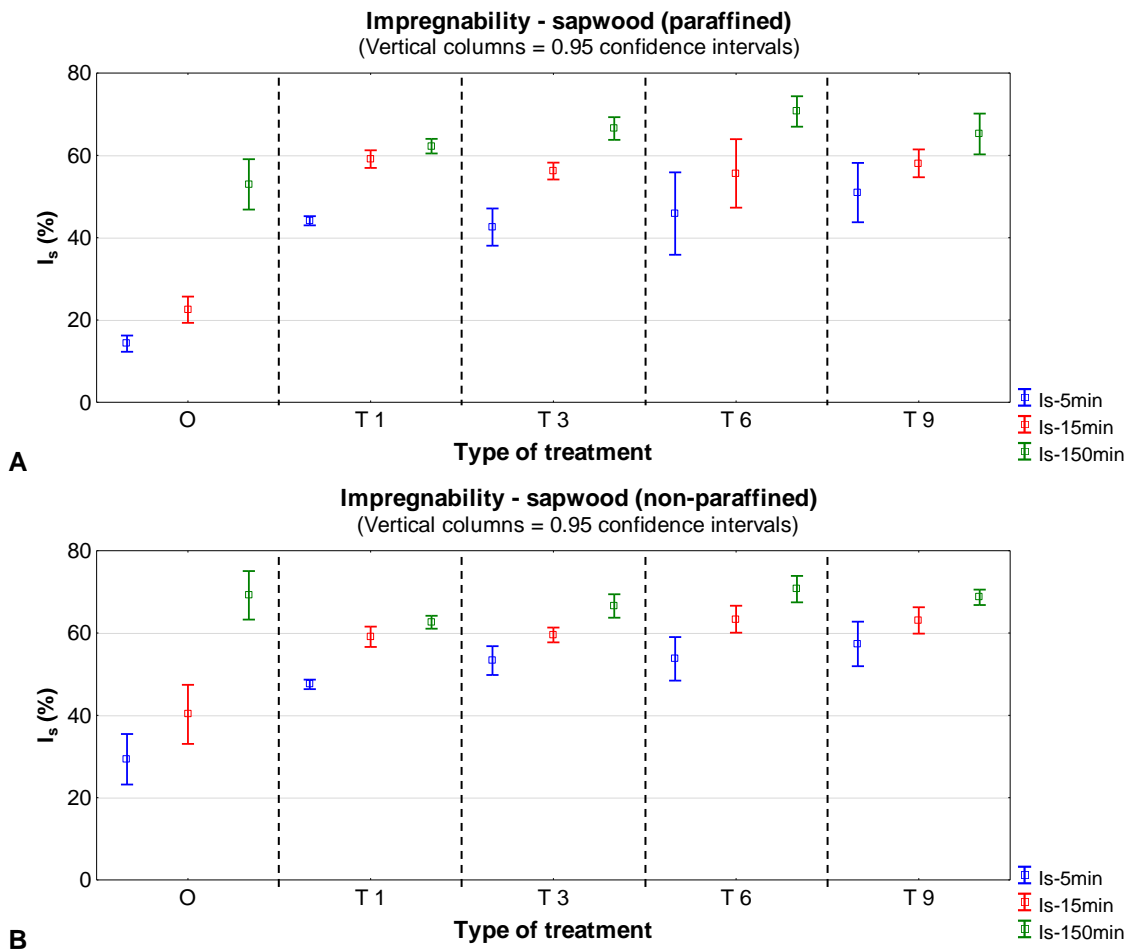 Impregnability - sapwood (paraffined)
(Vertical columns = 0.95 confidence intervals)
80
60
40
20
0
I_s (%)
O T 1 T 3 T 6 T 9
Type of treatment
Is-5min
Is-15min
Is-150min
A
Impregnability - sapwood (non-paraffined)
(Vertical columns = 0.95 confidence intervals)
80
60
40
20
0
I_s (%)
O T 1 T 3 T 6 T 9
Type of treatment
Is-5min
Is-15min
Is-150min
B